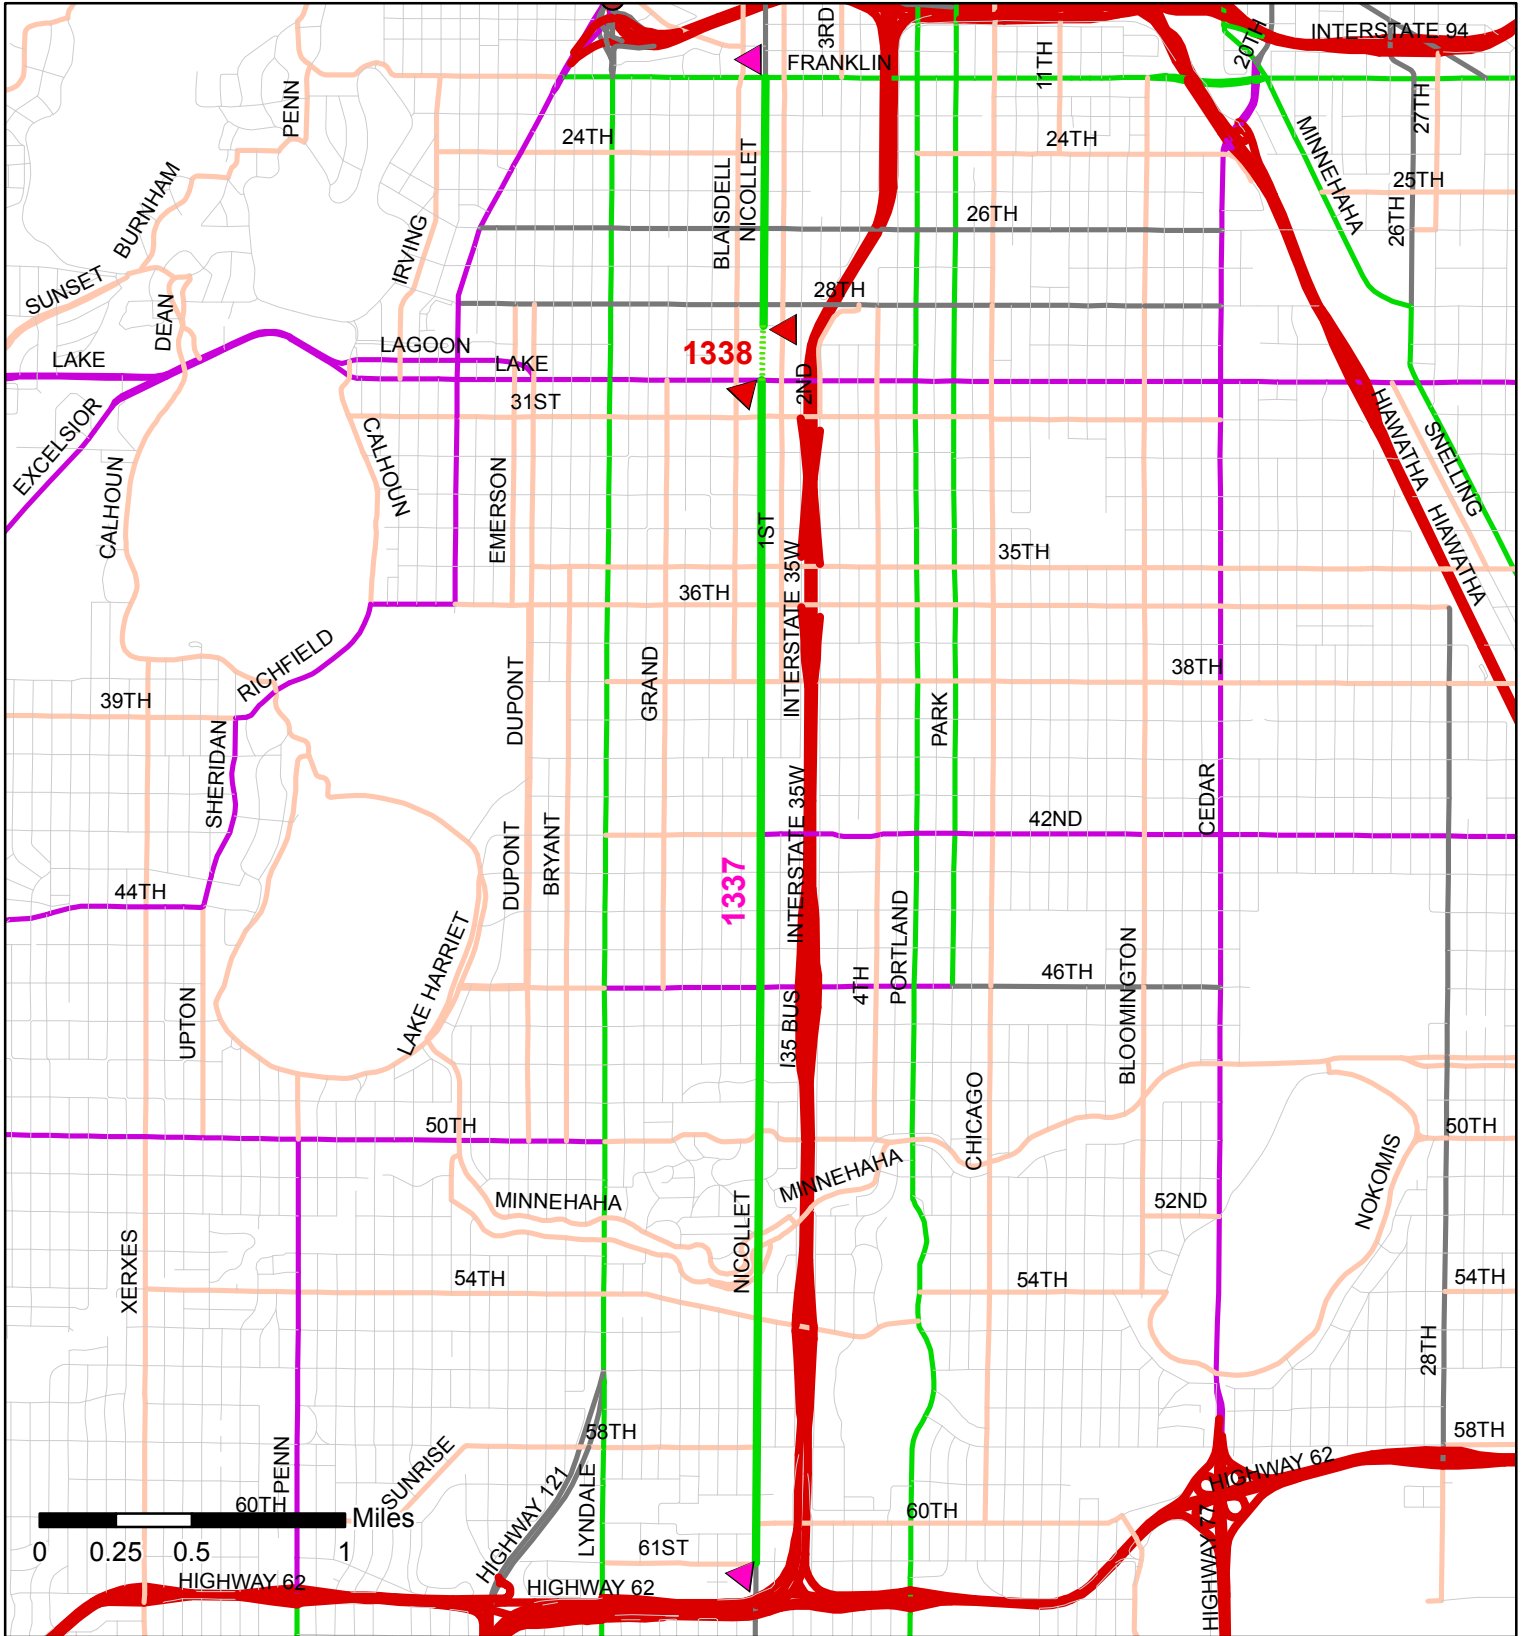 INTERSTATE 94
3RD
20TH
FRANKLIN
11TH
PENN
27TH
24TH
24TH
MINNEHAHA
NICOLLET
BLAISDELL
25TH
BURNHAM
26TH
26TH
IRVING
SUNSET
28TH
DEAN
LAGOON
1338
LAKE
LAKE
2ND
31ST
HIAWATHA
EXCELSIOR
CALHOUN
SNELLING
CALHOUN
EMERSON
1ST
35TH
HIAWATHA
36TH
INTERSTATE 35W
RICHFIELD
38TH
39TH
DUPONT
GRAND
PARK
SHERIDAN
CEDAR
42ND
INTERSTATE 35W
DUPONT
BRYANT
1337
44TH
LAKE HARRIET
PORTLAND
46TH
4TH
BLOOMINGTON
UPTON
I35 BUS
CHICAGO
50TH
50TH
MINNEHAHA
MINNEHAHA
NOKOMIS
52ND
NICOLLET
XERXES
54TH
54TH
54TH
28TH
58TH
58TH
PENN
SUNRISE
HIGHWAY 62
HIGHWAY 121
LYNDALE
60TH
60TH
Miles
0 0.25 0.5 1
61ST
HIGHWAY 77
HIGHWAY 62
HIGHWAY 62